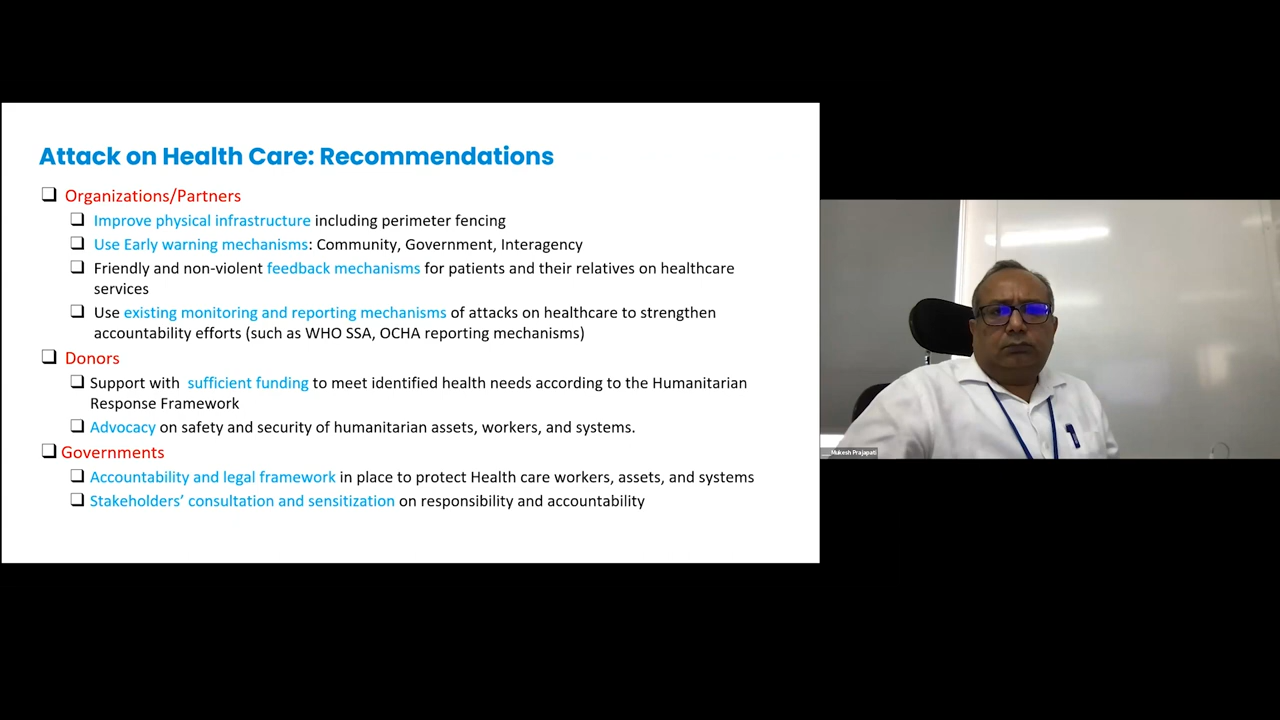 Attack on Health Care: Recommendations
Organizations/Partners
Improve physical infrastructure including perimeter fencing
Use Early warning mechanisms: Community, Government, Interagency
Friendly and non-violent feedback mechanisms for patients and their relatives on healthcare
services
Use existing monitoring and reporting mechanisms of attacks on healthcare to strengthen
accountability efforts (such as WHO SSA, OCHA reporting mechanisms)
Donors
Support with sufficient funding to meet identified health needs according to the Humanitarian
Response Framework
Advocacy on safety and security of humanitarian assets, workers, and systems.
Governments
Accountability and legal framework in place to protect Health care workers, assets, and systems
Stakeholders’ consultation and sensitization on responsibility and accountability
Mukesh Prajapati